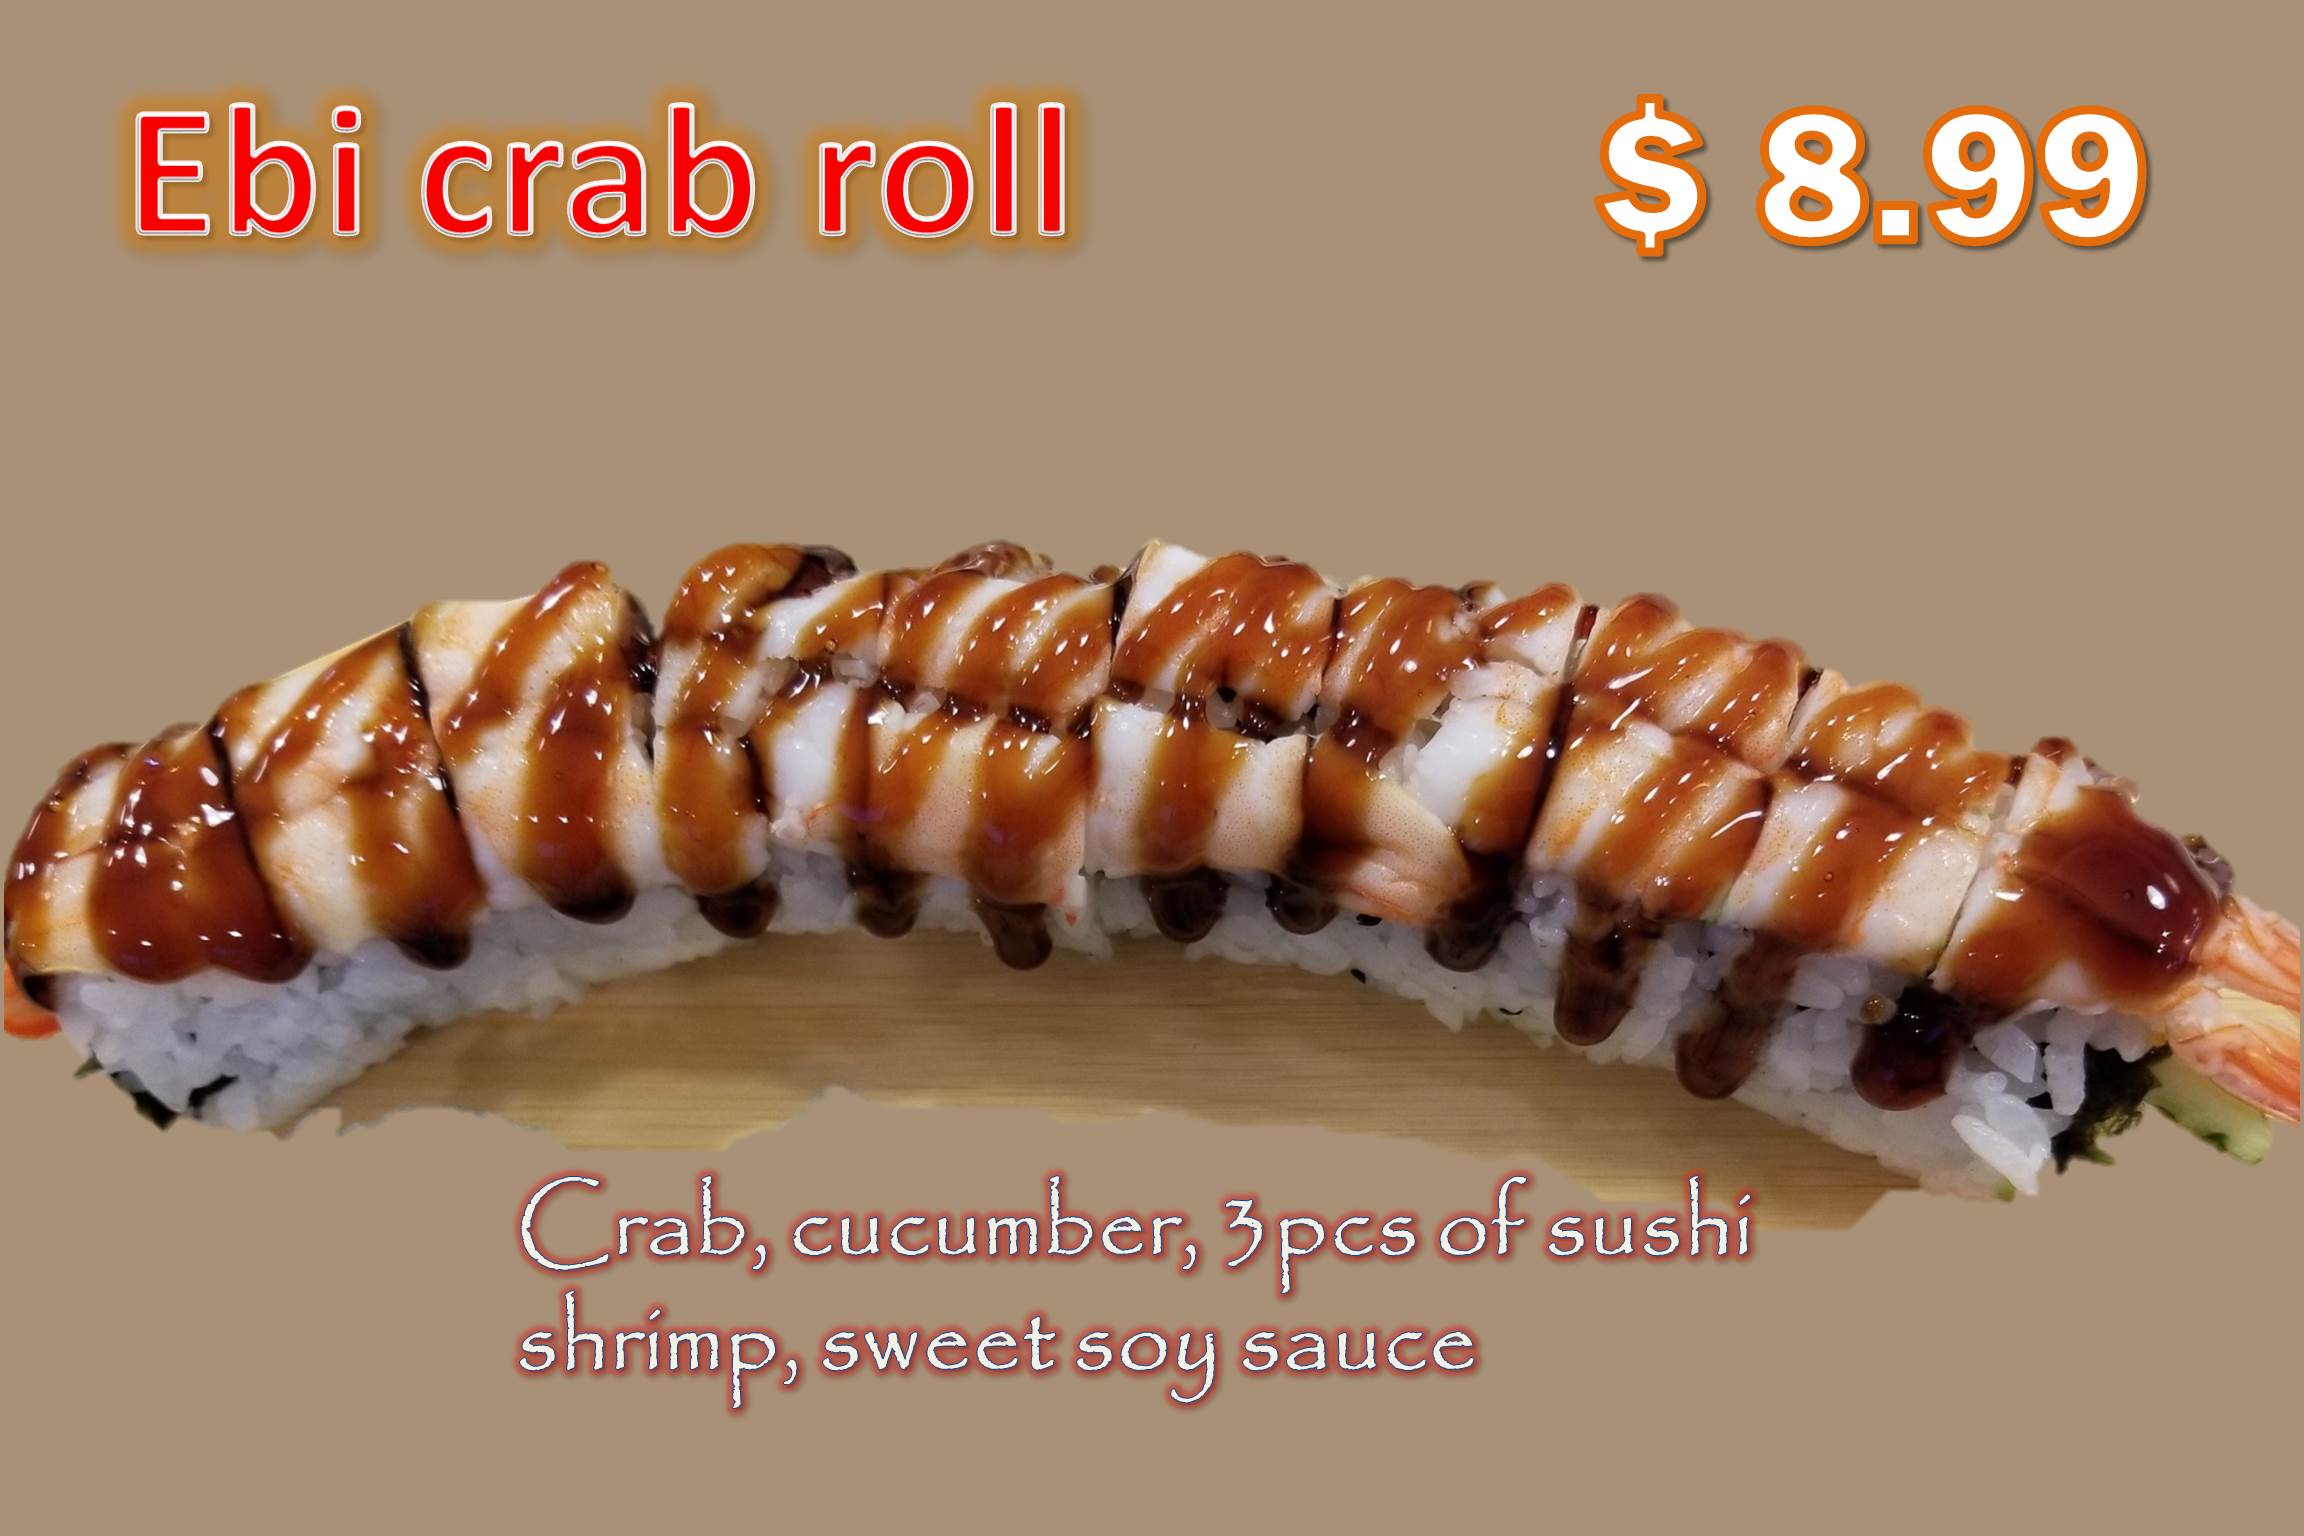 Ebi crab roll
$ 8.99
Crab, cucumber, 3pcs of sushi
shrimp, sweet soy sauce